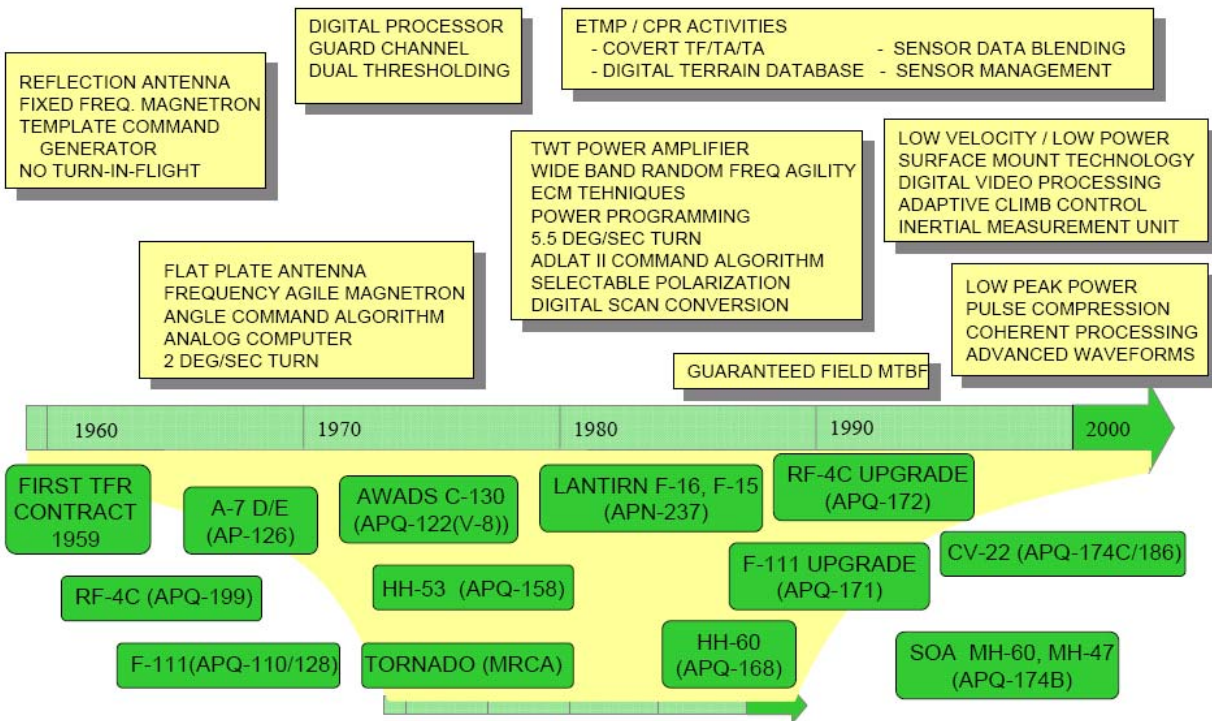 DIGITAL PROCESSOR
GUARD CHANNEL
DUAL THRESHOLDING
ETMP / CPR ACTIVITIES
- COVERT TF/TA/TA - SENSOR DATA BLENDING
- DIGITAL TERRAIN DATABASE - SENSOR MANAGEMENT
REFLECTION ANTENNA
FIXED FREQ. MAGNETRON
TEMPLATE COMMAND
GENERATOR
NO TURN-IN-FLIGHT
TWT POWER AMPLIFIER
WIDE BAND RANDOM FREQ AGILITY
ECM TEHNIQUES
POWER PROGRAMMING
5.5 DEG/SEC TURN
ADLAT II COMMAND ALGORITHM
SELECTABLE POLARIZATION
DIGITAL SCAN CONVERSION
LOW VELOCITY / LOW POWER
SURFACE MOUNT TECHNOLOGY
DIGITAL VIDEO PROCESSING
ADAPTIVE CLIMB CONTROL
INERTIAL MEASUREMENT UNIT
FLAT PLATE ANTENNA
FREQUENCY AGILE MAGNETRON
ANGLE COMMAND ALGORITHM
ANALOG COMPUTER
2 DEG/SEC TURN
LOW PEAK POWER
PULSE COMPRESSION
COHERENT PROCESSING
ADVANCED WAVEFORMS
GUARANTEED FIELD MTBF
1960 1970 1980 1990 2000
FIRST TFR
CONTRACT
1959
A-7 D/E
(AP-126)
AWADS C-130
(APQ-122(V-8))
LANTIRN F-16, F-15
(APN-237)
RF-4C UPGRADE
(APQ-172)
CV-22 (APQ-174C/186)
RF-4C (APQ-199)
HH-53 (APQ-158)
F-111 UPGRADE
(APQ-171)
F-111(APQ-110/128)
TORNADO (MRCA)
HH-60
(APQ-168)
SOA MH-60, MH-47
(APQ-174B)